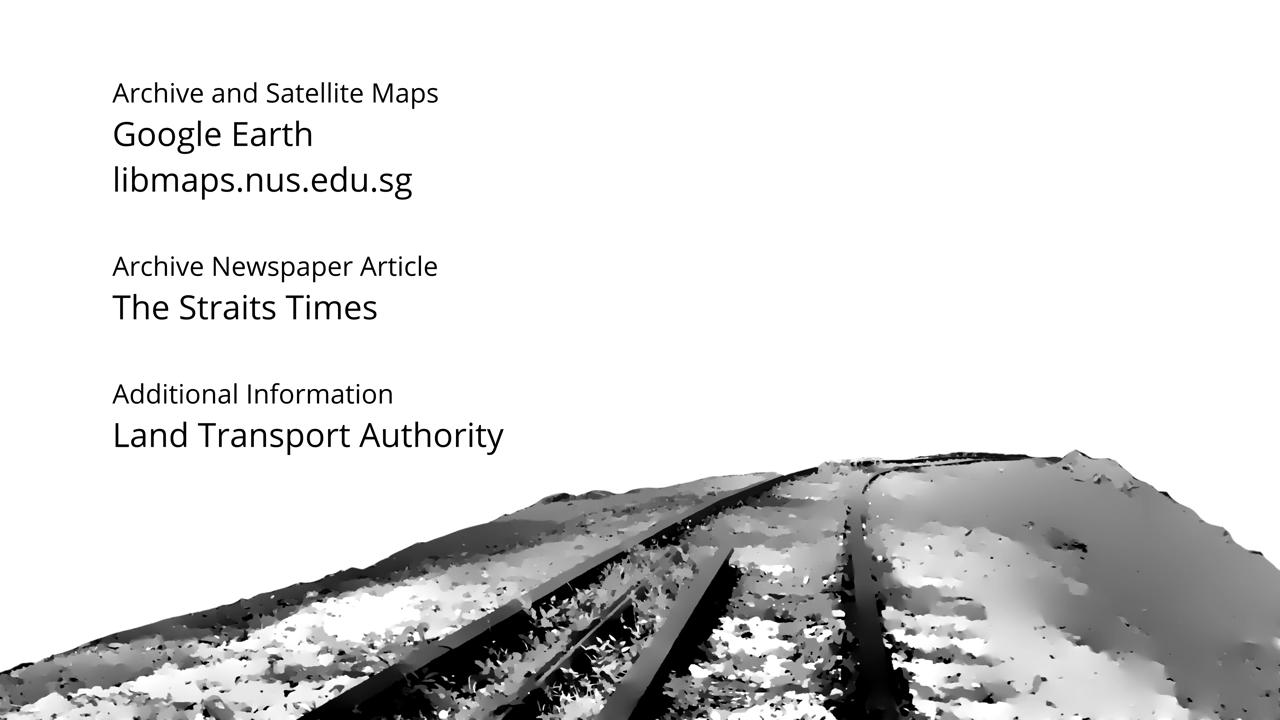 Archive and Satellite Maps
Google Earth
libmaps.nus.edu.sg
Archive Newspaper Article
The Straits Times
Additional Information
Land Transport Authority